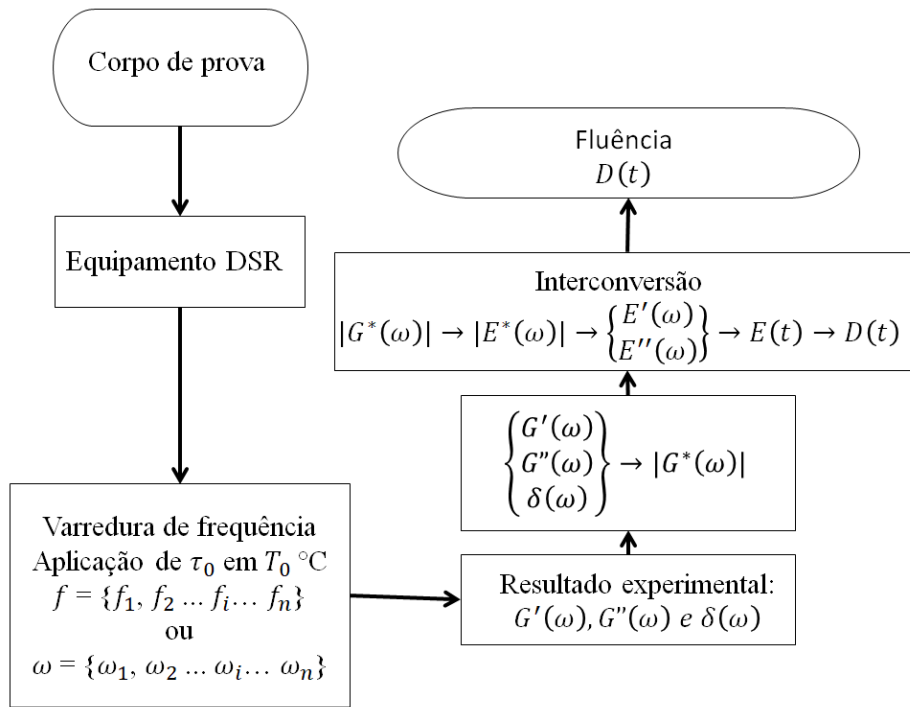 Corpo de prova
Equipamento DSR
Varredura de frequência
Aplicação de τ₀ em T₀ °C
f = {f₁, f₂ … fᵢ… fₙ}
ou
ω = {ω₁, ω₂ … ωᵢ… ωₙ}
Resultado experimental:
G′(ω), G”(ω) e δ(ω)
{G′(ω)
G”(ω)
δ(ω)} → |G*(ω)|
Interconversão
|G*(ω)| → |E*(ω)| → {E′(ω)
E′′(ω)} → E(t) → D(t)
Fluência
D(t)